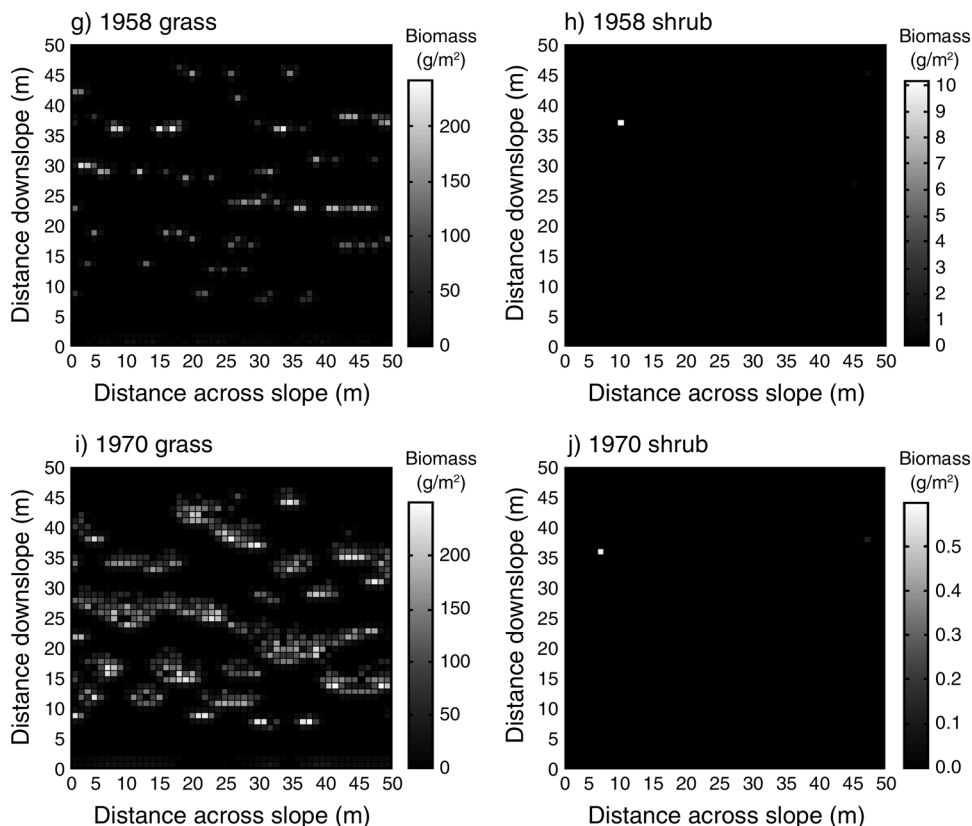 g) 1958 grass
Biomass
(g/m²)
50
45
40
35
30
25
20
15
10
5
0
Distance downslope (m)
0 5 10 15 20 25 30 35 40 45 50
Distance across slope (m)
200
150
100
50
0
h) 1958 shrub
Biomass
(g/m²)
50
45
40
35
30
25
20
15
10
5
0
Distance downslope (m)
0 5 10 15 20 25 30 35 40 45 50
Distance across slope (m)
10
9
8
7
6
5
4
3
2
1
0
i) 1970 grass
Biomass
(g/m²)
50
45
40
35
30
25
20
15
10
5
0
Distance downslope (m)
0 5 10 15 20 25 30 35 40 45 50
Distance across slope (m)
200
150
100
50
0
j) 1970 shrub
Biomass
(g/m²)
50
45
40
35
30
25
20
15
10
5
0
Distance downslope (m)
0 5 10 15 20 25 30 35 40 45 50
Distance across slope (m)
0.5
0.4
0.3
0.2
0.1
0.0